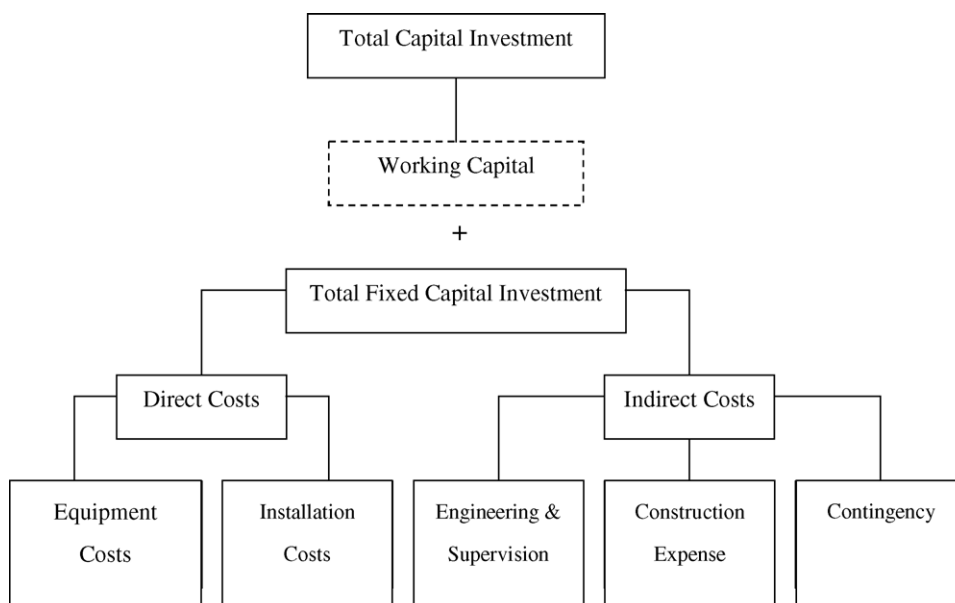 Total Capital Investment
Working Capital
+
Total Fixed Capital Investment
Direct Costs
Indirect Costs
Equipment
Costs
Installation
Costs
Engineering &
Supervision
Construction
Expense
Contingency